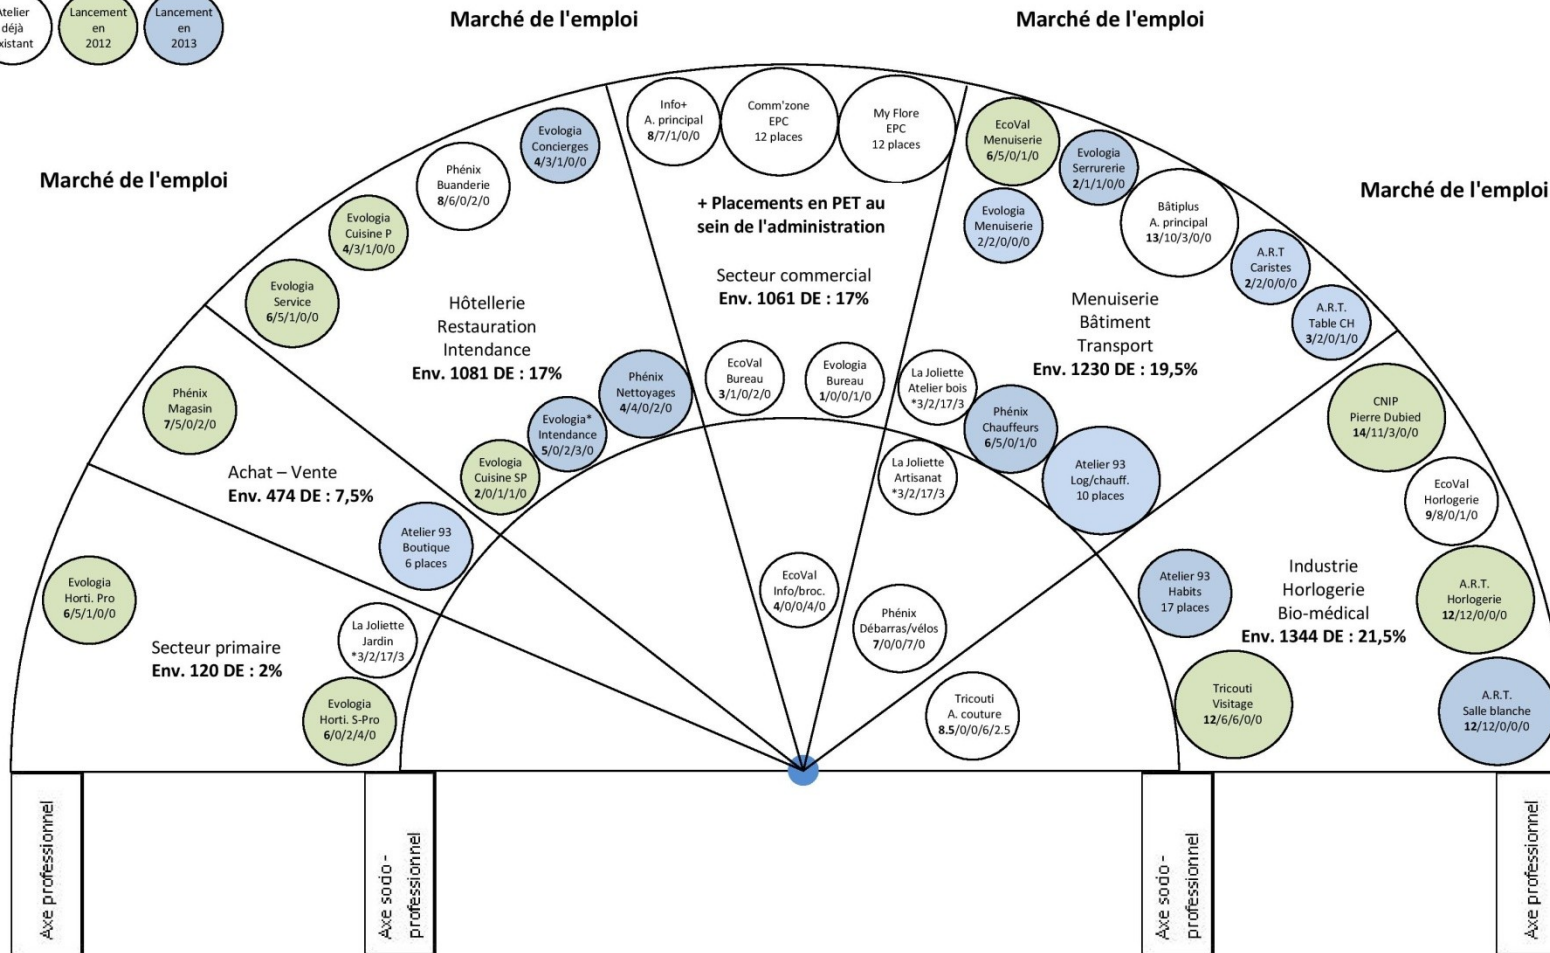 Atelier
déjà
existant
Lancement
en
2012
Lancement
en
2013
Marché de l'emploi
Marché de l'emploi
Marché de l'emploi
Marché de l'emploi
Info+
A. principal
8/7/1/0/0
Comm'zone
EPC
12 places
My Flore
EPC
12 places
+ Placements en PET au
sein de l'administration
Secteur commercial
Env. 1061 DE : 17%
EcoVal
Bureau
3/1/0/2/0
Evologia
Bureau
1/0/0/1/0
Evologia
Concierges
4/3/1/0/0
Phénix
Buanderie
8/6/0/2/0
Evologia
Cuisine P
4/3/1/0/0
Evologia
Service
6/5/1/0/0
Hôtellerie
Restauration
Intendance
Env. 1081 DE : 17%
Phénix
Nettoyages
4/4/0/2/0
Evologia*
Intendance
5/0/2/3/0
Evologia
Cuisine SP
2/0/1/1/0
Phénix
Magasin
7/5/0/2/0
Achat – Vente
Env. 474 DE : 7,5%
Atelier 93
Boutique
6 places
Evologia
Horti. Pro
6/5/1/0/0
Secteur primaire
Env. 120 DE : 2%
La Joliette
Jardin
*3/2/17/3
Evologia
Horti. S-Pro
6/0/2/4/0
EcoVal
Menuiserie
6/5/0/1/0
Evologia
Serrurerie
2/1/1/0/0
Evologia
Menuiserie
2/2/0/0/0
Bâtiplus
A. principal
13/10/3/0/0
A.R.T
Caristes
2/2/0/0/0
A.R.T.
Table CH
3/2/0/1/0
Menuiserie
Bâtiment
Transport
Env. 1230 DE : 19,5%
La Joliette
Atelier bois
*3/2/17/3
Phénix
Chauffeurs
6/5/0/1/0
La Joliette
Artisanat
*3/2/17/3
Atelier 93
Log/chauff.
10 places
CNIP
Pierre Dubied
14/11/3/0/0
EcoVal
Horlogerie
9/8/0/1/0
Industrie
Horlogerie
Bio-médical
Env. 1344 DE : 21,5%
Atelier 93
Habits
17 places
A.R.T.
Horlogerie
12/12/0/0/0
Tricouti
Visitage
12/6/6/0/0
A.R.T.
Salle blanche
12/12/0/0/0
EcoVal
Info/broc.
4/0/0/4/0
Phénix
Débarras/vélos
7/0/0/7/0
Tricouti
A. couture
8.5/0/0/6/2.5
Axe professionnel
Axe socio -
professionnel
Axe socio -
professionnel
Axe professionnel